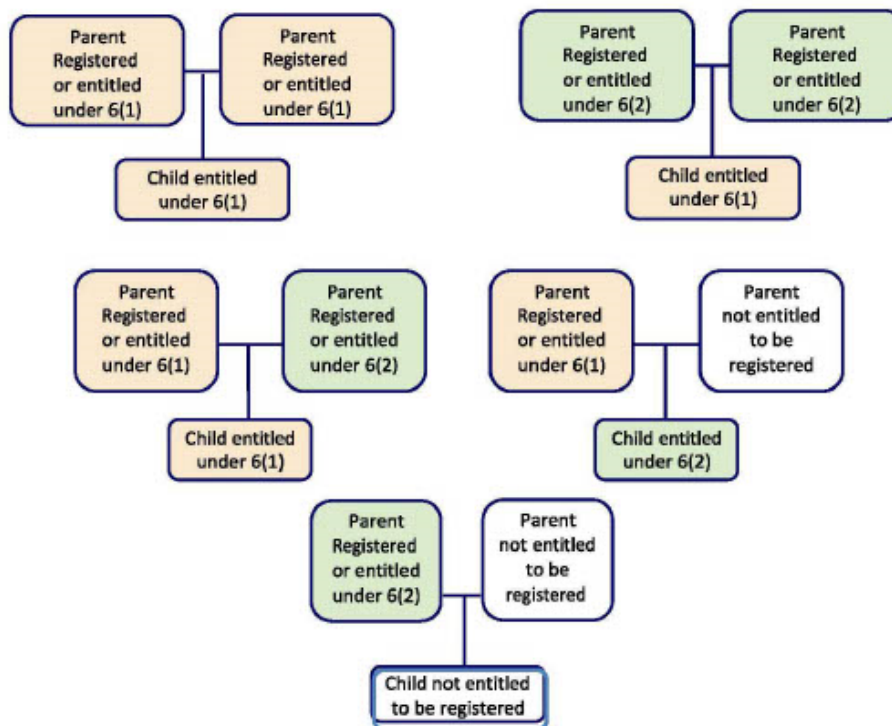 Parent
Registered
or entitled
under 6(1)
Parent
Registered
or entitled
under 6(1)
Child entitled
under 6(1)
Parent
Registered
or entitled
under 6(2)
Parent
Registered
or entitled
under 6(2)
Child entitled
under 6(1)
Parent
Registered
or entitled
under 6(1)
Parent
Registered
or entitled
under 6(2)
Child entitled
under 6(1)
Parent
Registered
or entitled
under 6(1)
Parent
not entitled
to be
registered
Child entitled
under 6(2)
Parent
Registered
or entitled
under 6(2)
Parent
not entitled
to be
registered
Child not entitled
to be registered